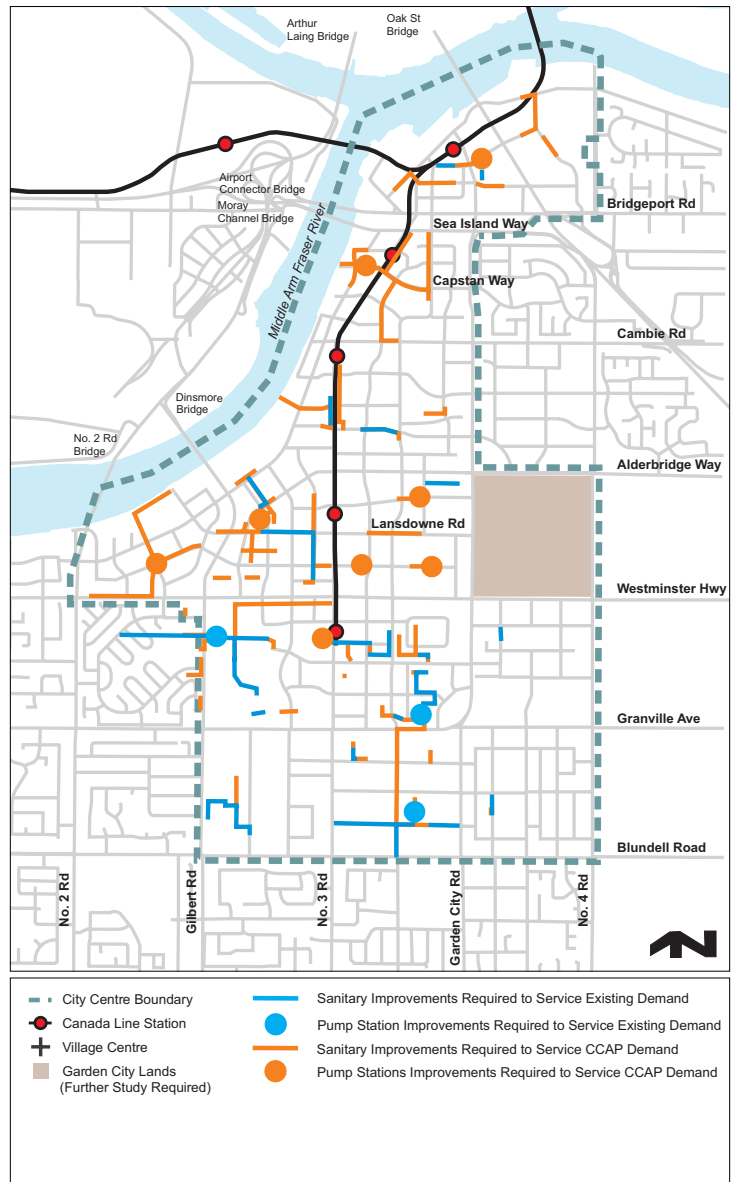 Arthur
Laing Bridge
Oak St
Bridge
Airport
Connector Bridge
Moray
Channel Bridge
Bridgeport Rd
Sea Island Way
Middle Arm Fraser River
Capstan Way
Cambie Rd
Dinsmore
Bridge
No. 2 Rd
Bridge
Alderbridge Way
Lansdowne Rd
Westminster Hwy
Granville Ave
Blundell Road
No. 2 Rd
Gilbert Rd
No. 3 Rd
Garden City Rd
No. 4 Rd
N
City Centre Boundary
Canada Line Station
Village Centre
Garden City Lands
(Further Study Required)
Sanitary Improvements Required to Service Existing Demand
Pump Station Improvements Required to Service Existing Demand
Sanitary Improvements Required to Service CCAP Demand
Pump Stations Improvements Required to Service CCAP Demand